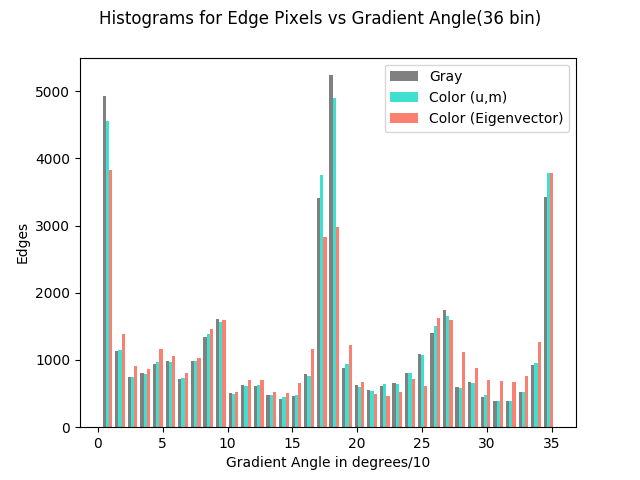 Histograms for Edge Pixels vs Gradient Angle(36 bin)
Gray
Color (u,m)
Color (Eigenvector)
5000
4000
3000
2000
1000
0
Edges
0 5 10 15 20 25 30 35
Gradient Angle in degrees/10